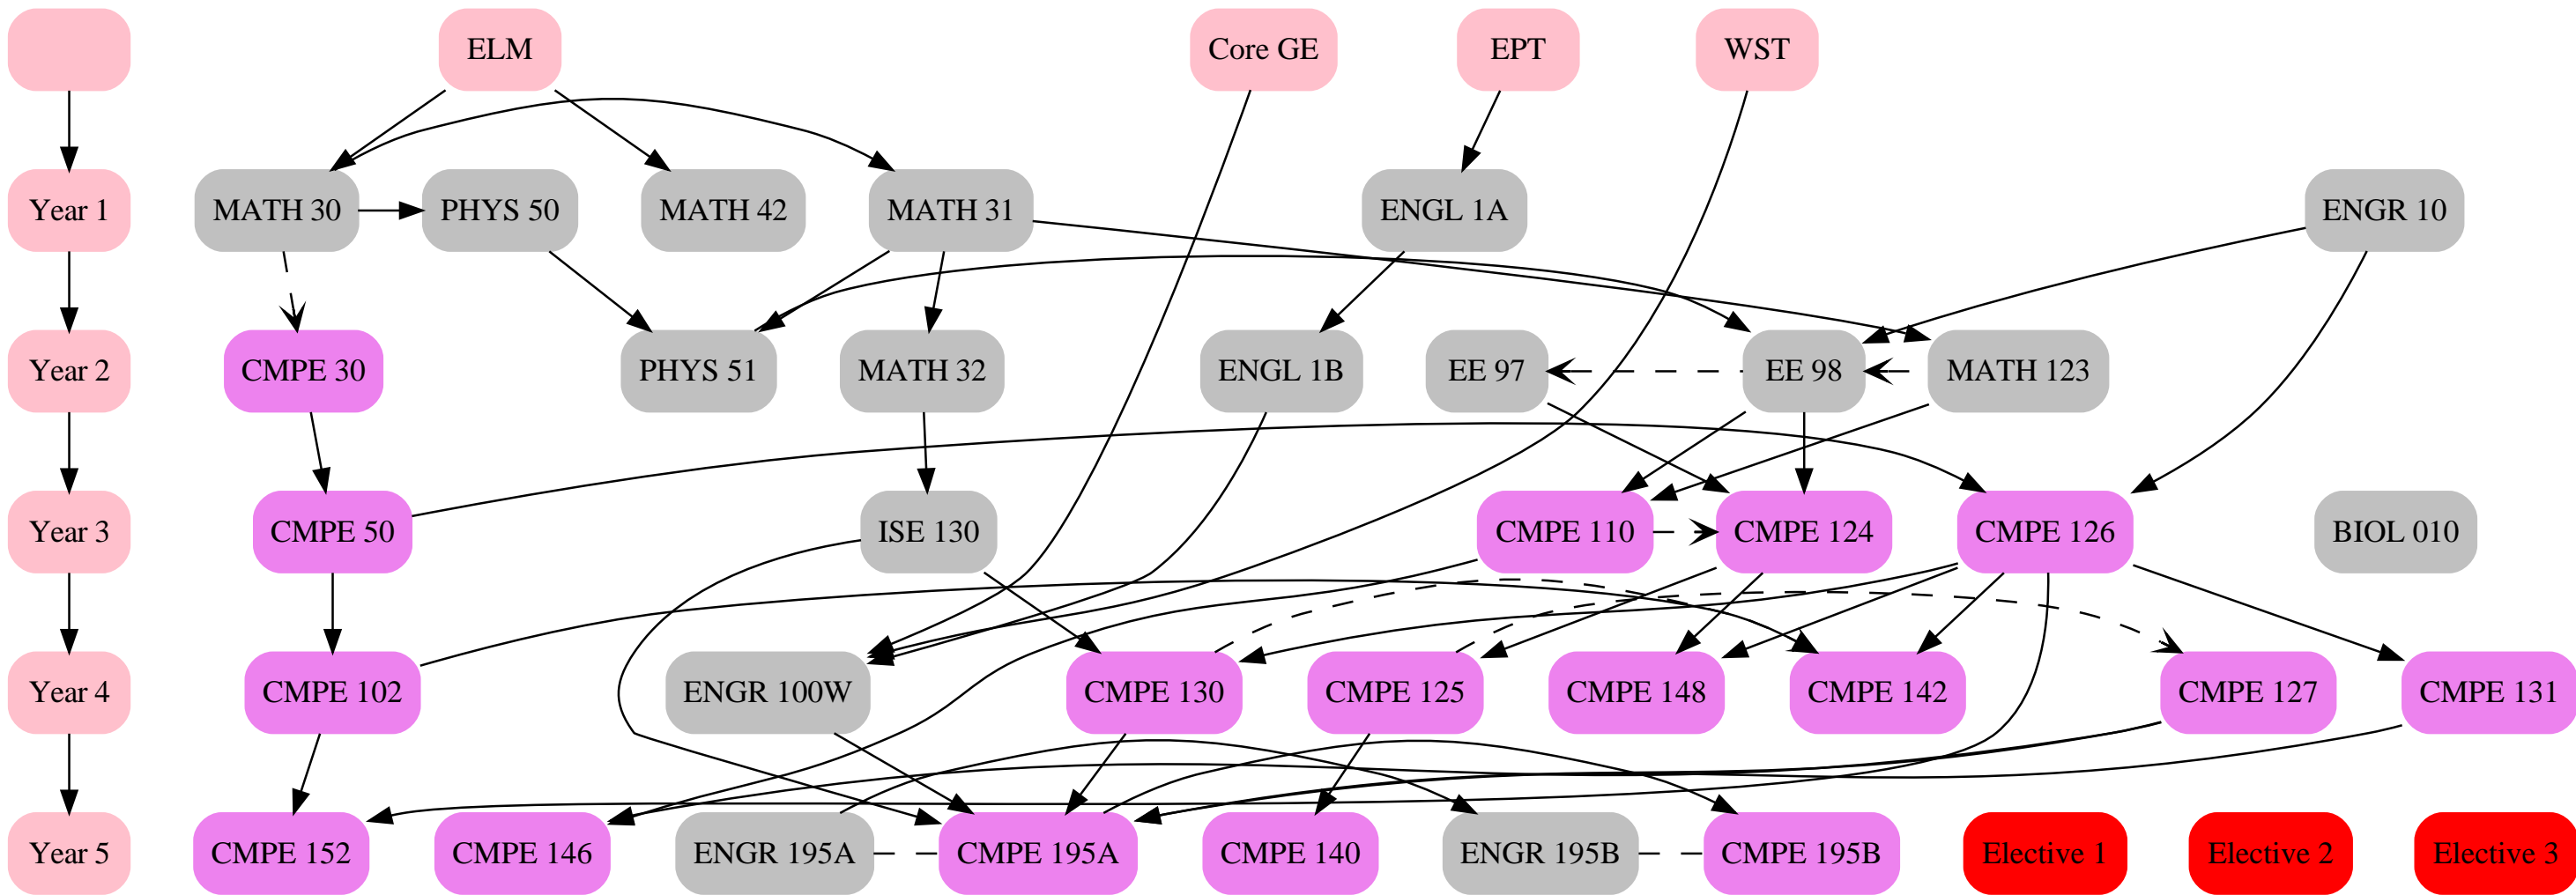 ELM
Core GE
EPT
WST
Year 1
MATH 30
PHYS 50
MATH 42
MATH 31
ENGL 1A
ENGR 10
Year 2
CMPE 30
PHYS 51
MATH 32
ENGL 1B
EE 97
EE 98
MATH 123
Year 3
CMPE 50
ISE 130
CMPE 110
CMPE 124
CMPE 126
BIOL 010
Year 4
CMPE 102
ENGR 100W
CMPE 130
CMPE 125
CMPE 148
CMPE 142
CMPE 127
CMPE 131
Year 5
CMPE 152
CMPE 146
ENGR 195A
CMPE 195A
CMPE 140
ENGR 195B
CMPE 195B
Elective 1
Elective 2
Elective 3